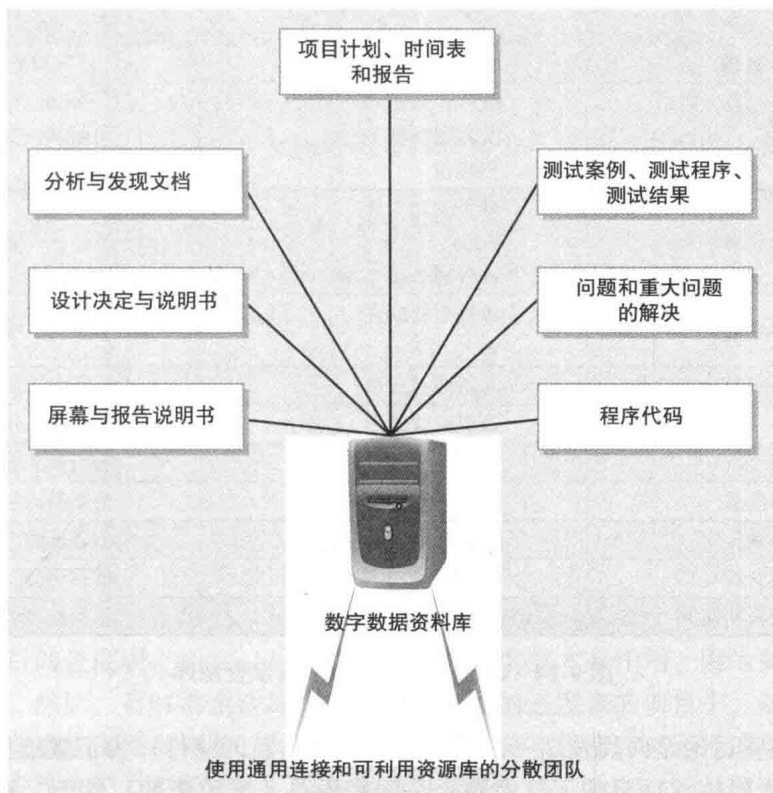 项目计划、时间表
和报告
分析与发现文档
测试案例、测试程序、
测试结果
设计决定与说明书
问题和重大问题
的解决
屏幕与报告说明书
程序代码
数字数据资料库
使用通用连接和可利用资源库的分散团队